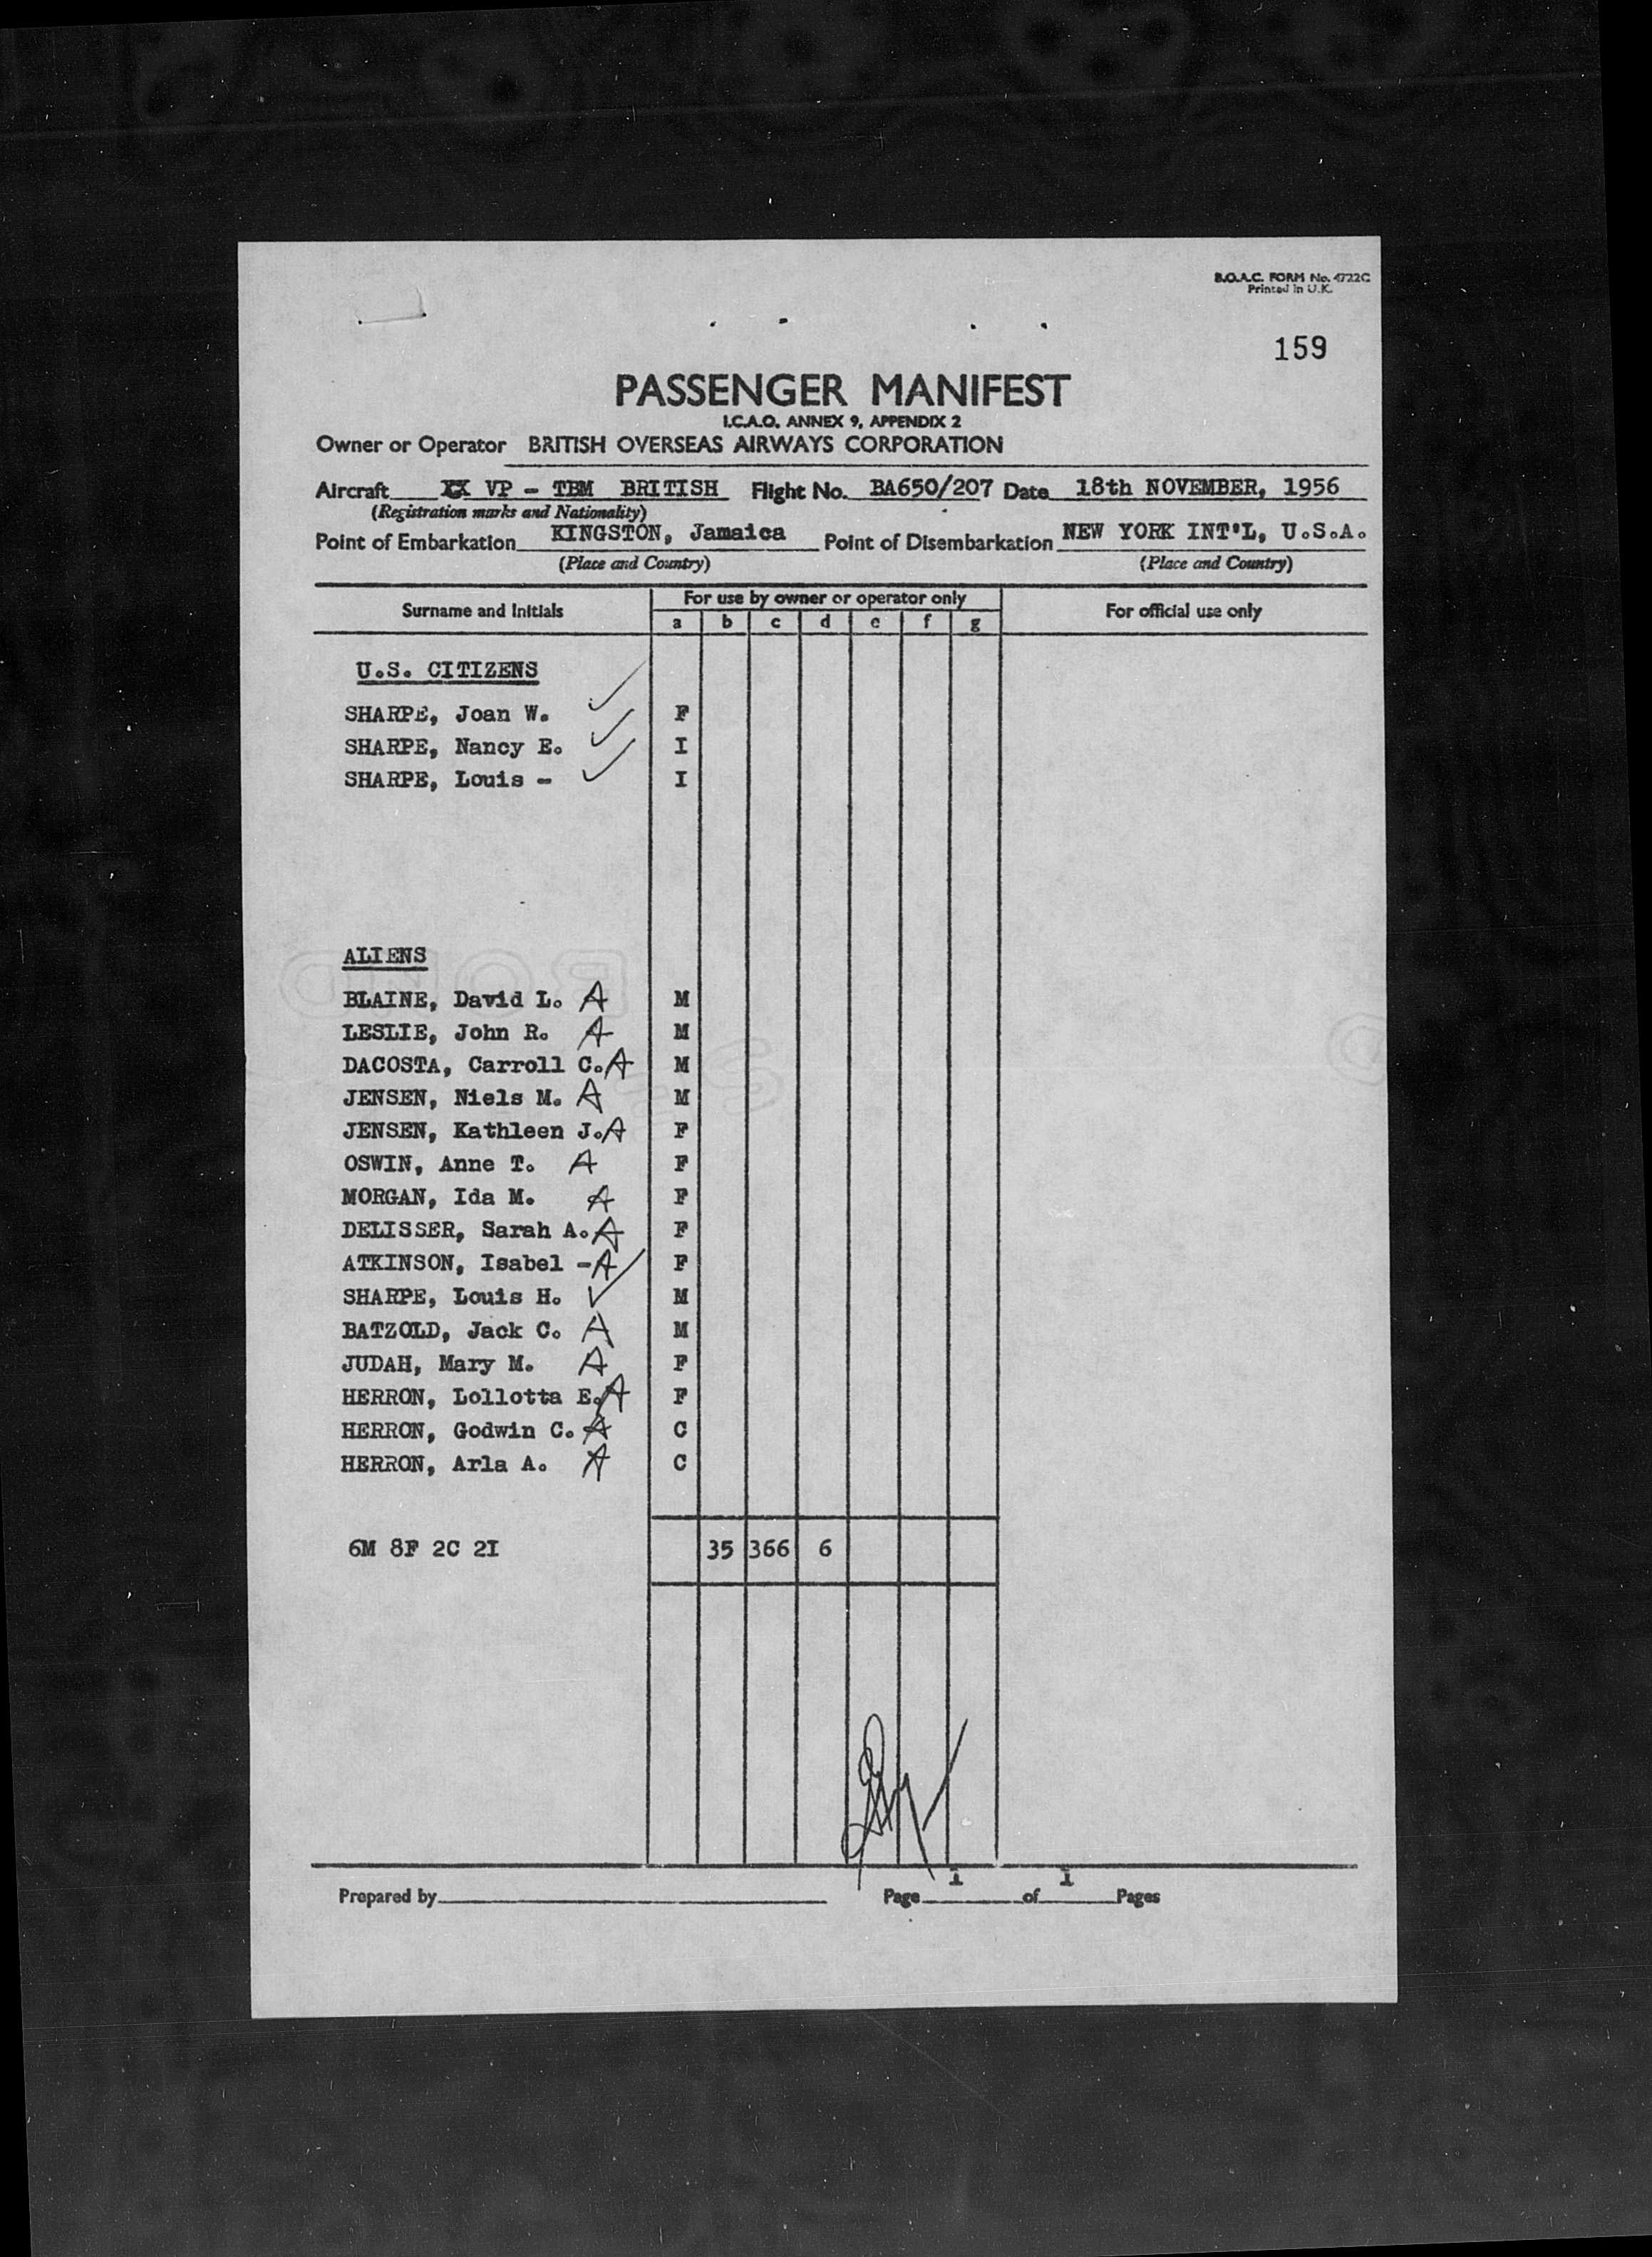 B.O.A.C. FORM No. 4722C
Printed in U.K.
159
PASSENGER MANIFEST
I.C.A.O. ANNEX 9, APPENDIX 2
Owner or Operator BRITISH OVERSEAS AIRWAYS CORPORATION
Aircraft XX VP - TBM BRITISH Flight No. BA650/207 Date 18th NOVEMBER, 1956
(Registration marks and Nationality)
Point of Embarkation KINGSTON, Jamaica Point of Disembarkation NEW YORK INT'L, U.S.A.
(Place and Country) (Place and Country)
Surname and Initials For use by owner or operator only For official use only
a b c d e f g
U.S. CITIZENS
SHARPE, Joan W. F
SHARPE, Nancy E. I
SHARPE, Louis - I
ALIENS
BLAINE, David L. A M
LESLIE, John R. A M
DACOSTA, Carroll C. A M
JENSEN, Niels M. A M
JENSEN, Kathleen J. A F
OSWIN, Anne T. A F
MORGAN, Ida M. A F
DELISSER, Sarah A. A F
ATKINSON, Isabel - A F
SHARPE, Louis H. M
BATZOLD, Jack C. A M
JUDAH, Mary M. A F
HERRON, Lollotta E. A F
HERRON, Godwin C. A C
HERRON, Arla A. A C
6M 8F 2C 2I 35 366 6
Prepared by Page 1 of 1 Pages